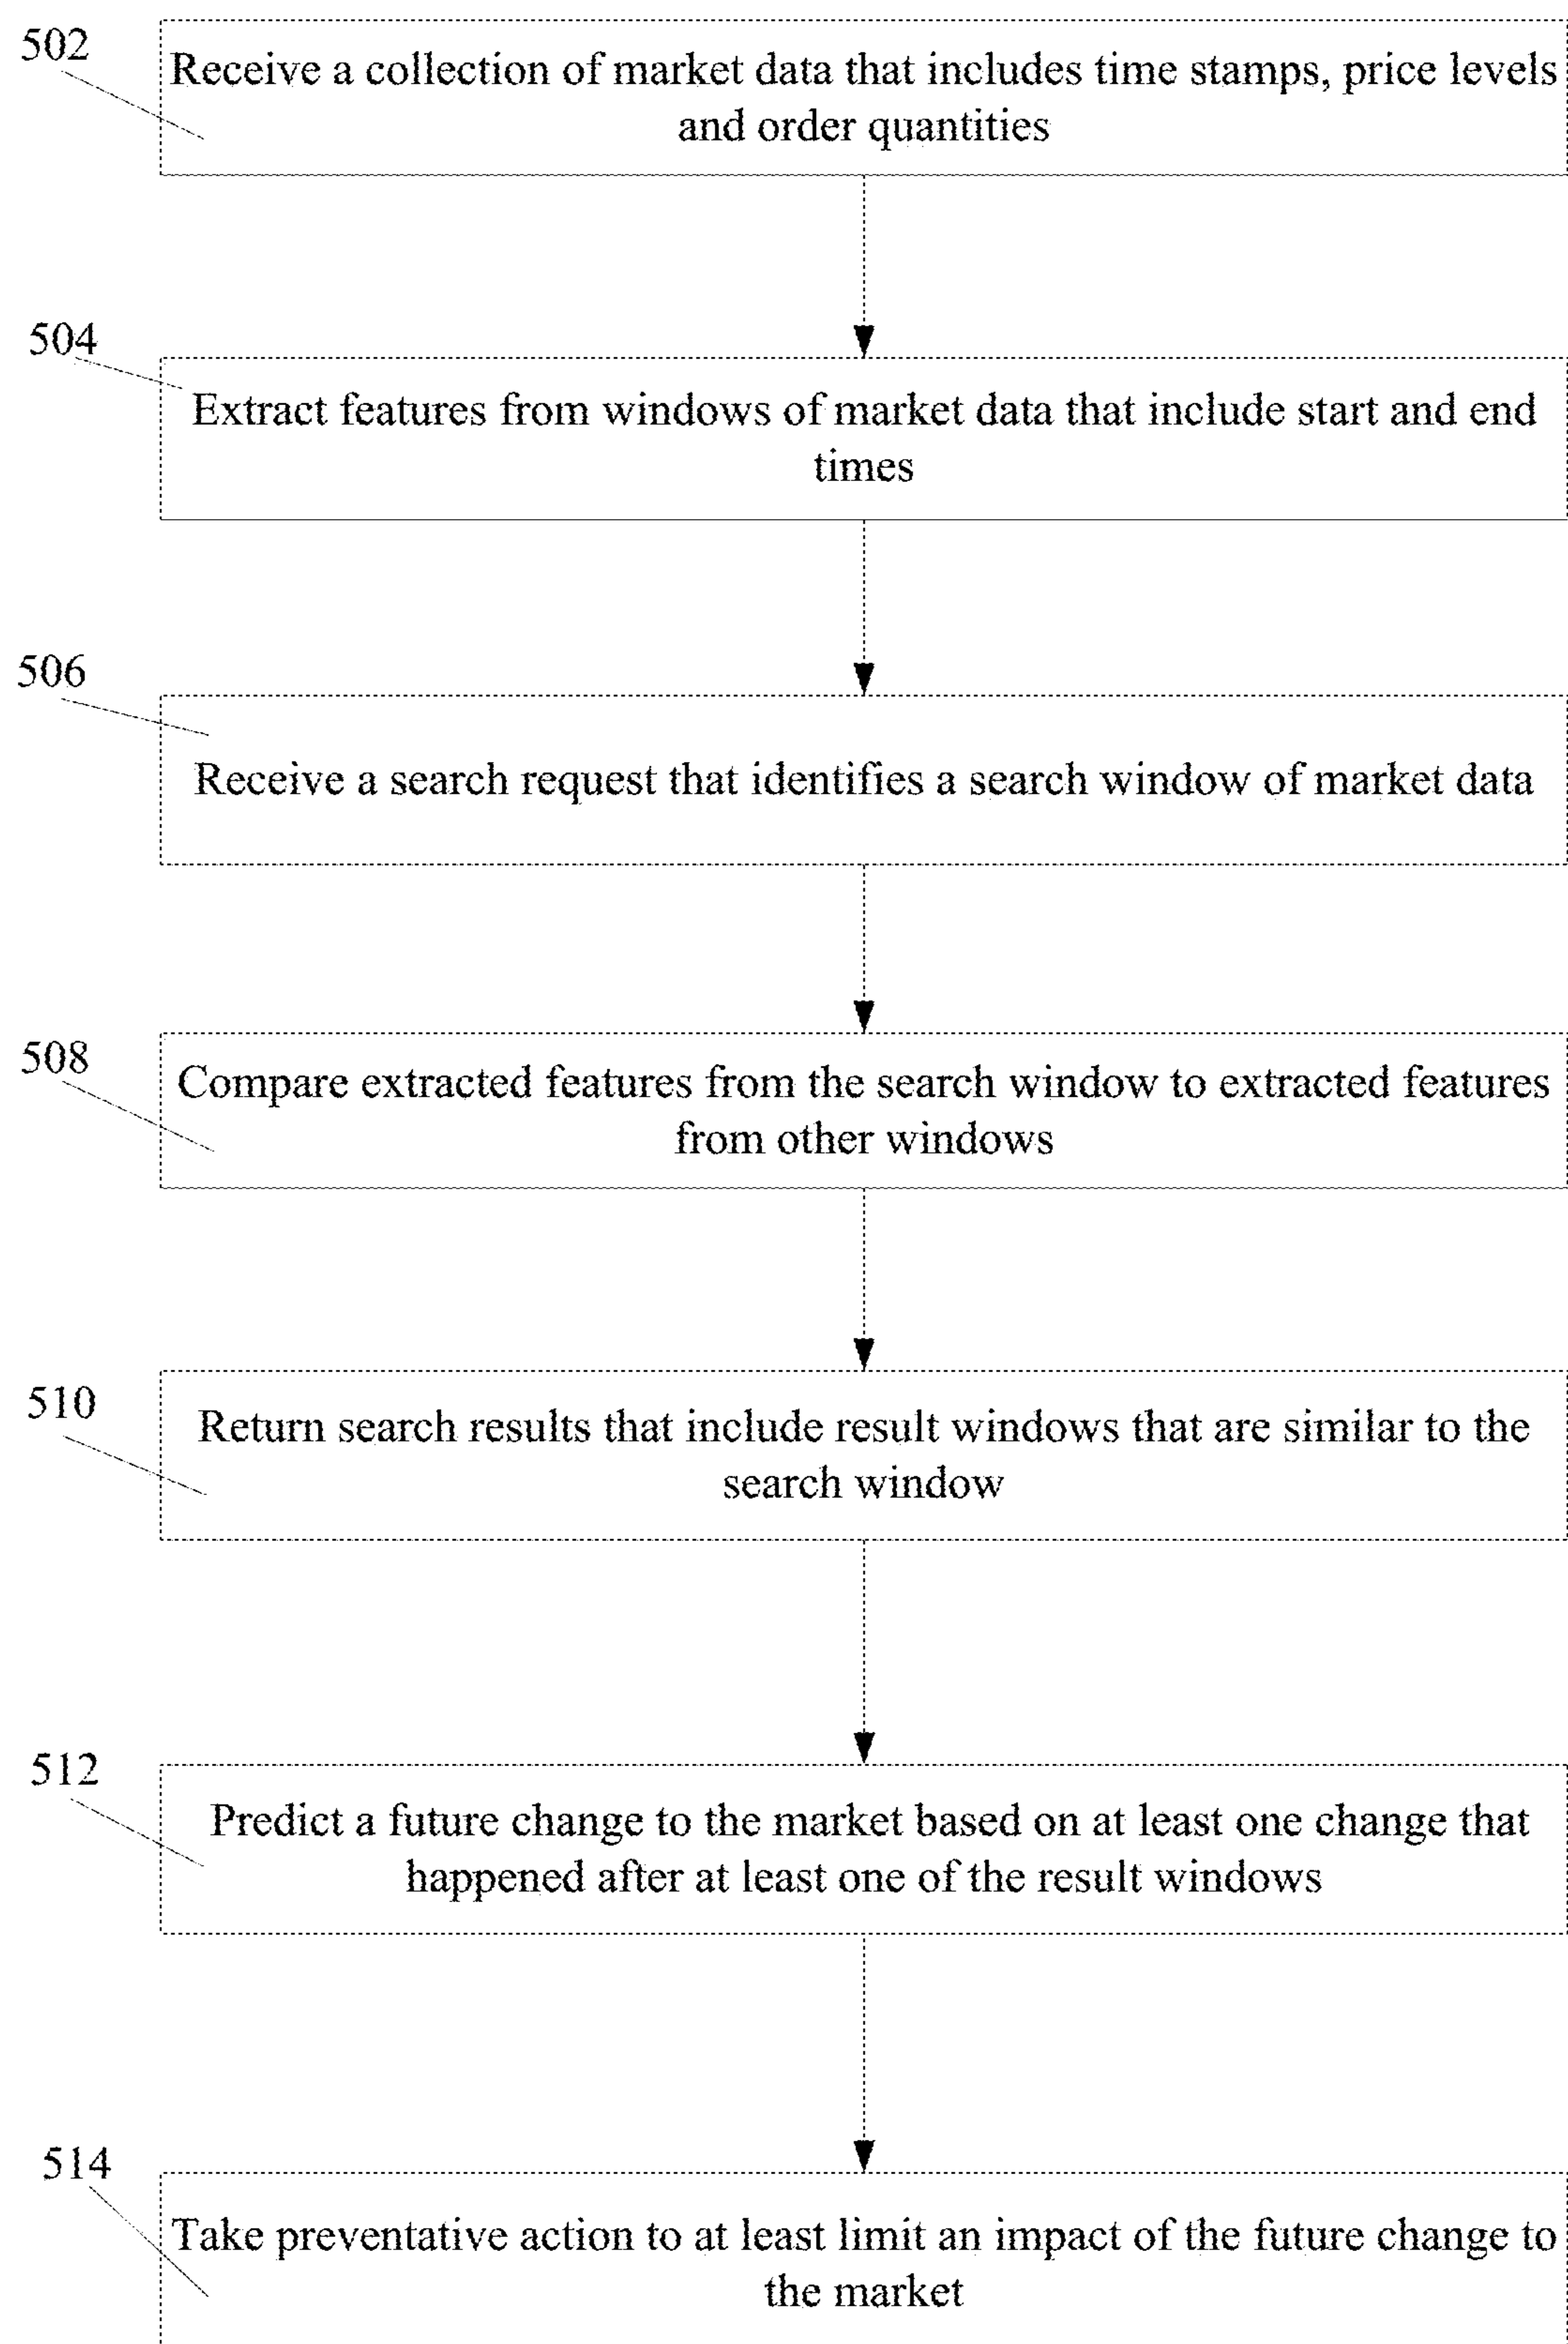 502
Receive a collection of market data that includes time stamps, price levels
and order quantities
504
Extract features from windows of market data that include start and end
times
506
Receive a search request that identifies a search window of market data
508
Compare extracted features from the search window to extracted features
from other windows
510
Return search results that include result windows that are similar to the
search window
512
Predict a future change to the market based on at least one change that
happened after at least one of the result windows
514
Take preventative action to at least limit an impact of the future change to
the market